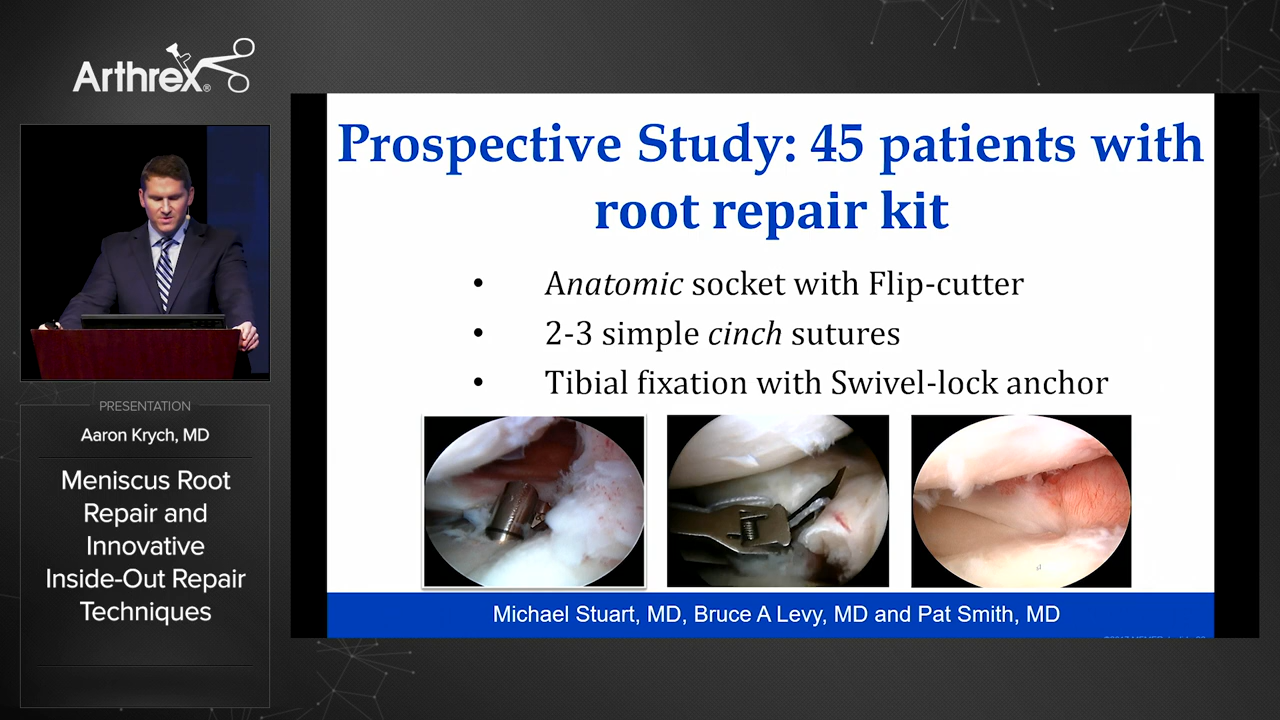 Arthrex®
PRESENTATION
Aaron Krych, MD
Meniscus Root
Repair and
Innovative
Inside-Out Repair
Techniques
Prospective Study: 45 patients with
root repair kit
• Anatomic socket with Flip-cutter
• 2-3 simple cinch sutures
• Tibial fixation with Swivel-lock anchor
Michael Stuart, MD, Bruce A Levy, MD and Pat Smith, MD